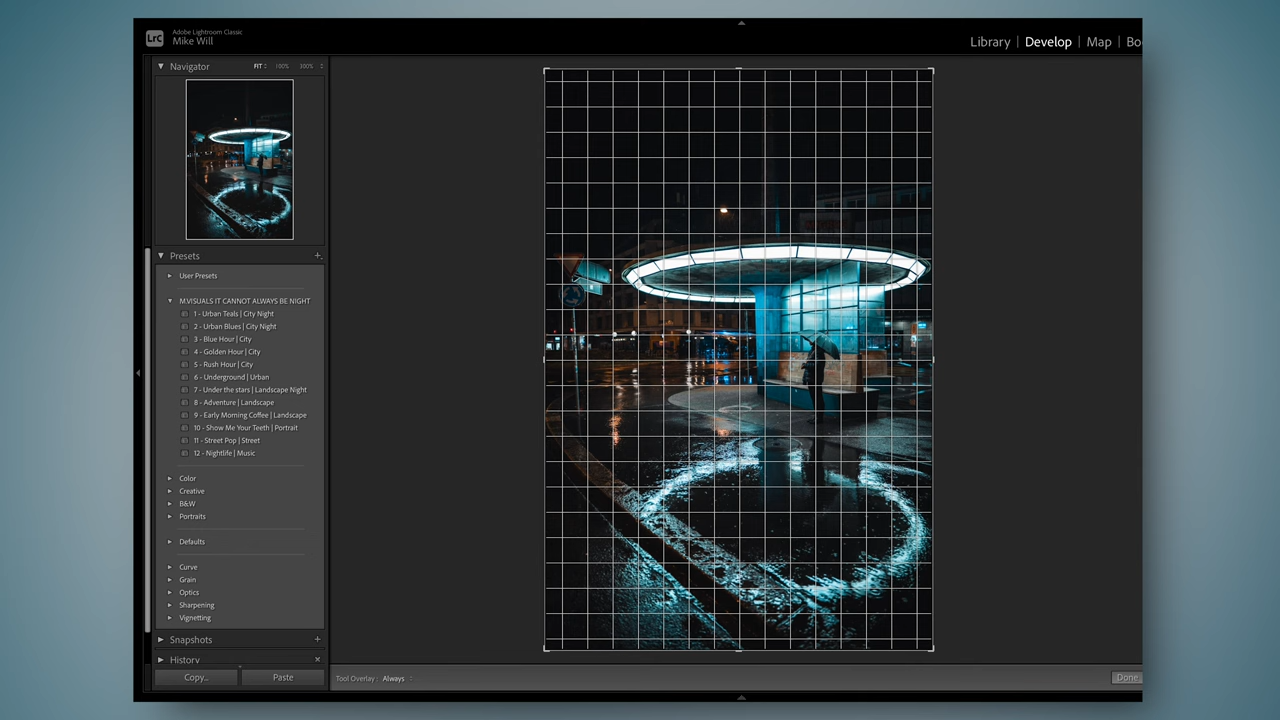 LrC
Adobe Lightroom Classic
Mike Will
Library | Develop | Map | Bo
Navigator FIT 100% 300%
Presets
User Presets
M.VISUALS IT CANNOT ALWAYS BE NIGHT
1 - Urban Teals | City Night
2 - Urban Blues | City Night
3 - Blue Hour | City
4 - Golden Hour | City
5 - Rush Hour | City
6 - Underground | Urban
7 - Under the stars | Landscape Night
8 - Adventure | Landscape
9 - Early Morning Coffee | Landscape
10 - Show Me Your Teeth | Portrait
11 - Street Pop | Street
12 - Nightlife | Music
Color
Creative
B&W
Portraits
Defaults
Curve
Grain
Optics
Sharpening
Vignetting
Snapshots
History
Copy... Paste
Tool Overlay : Always
Done